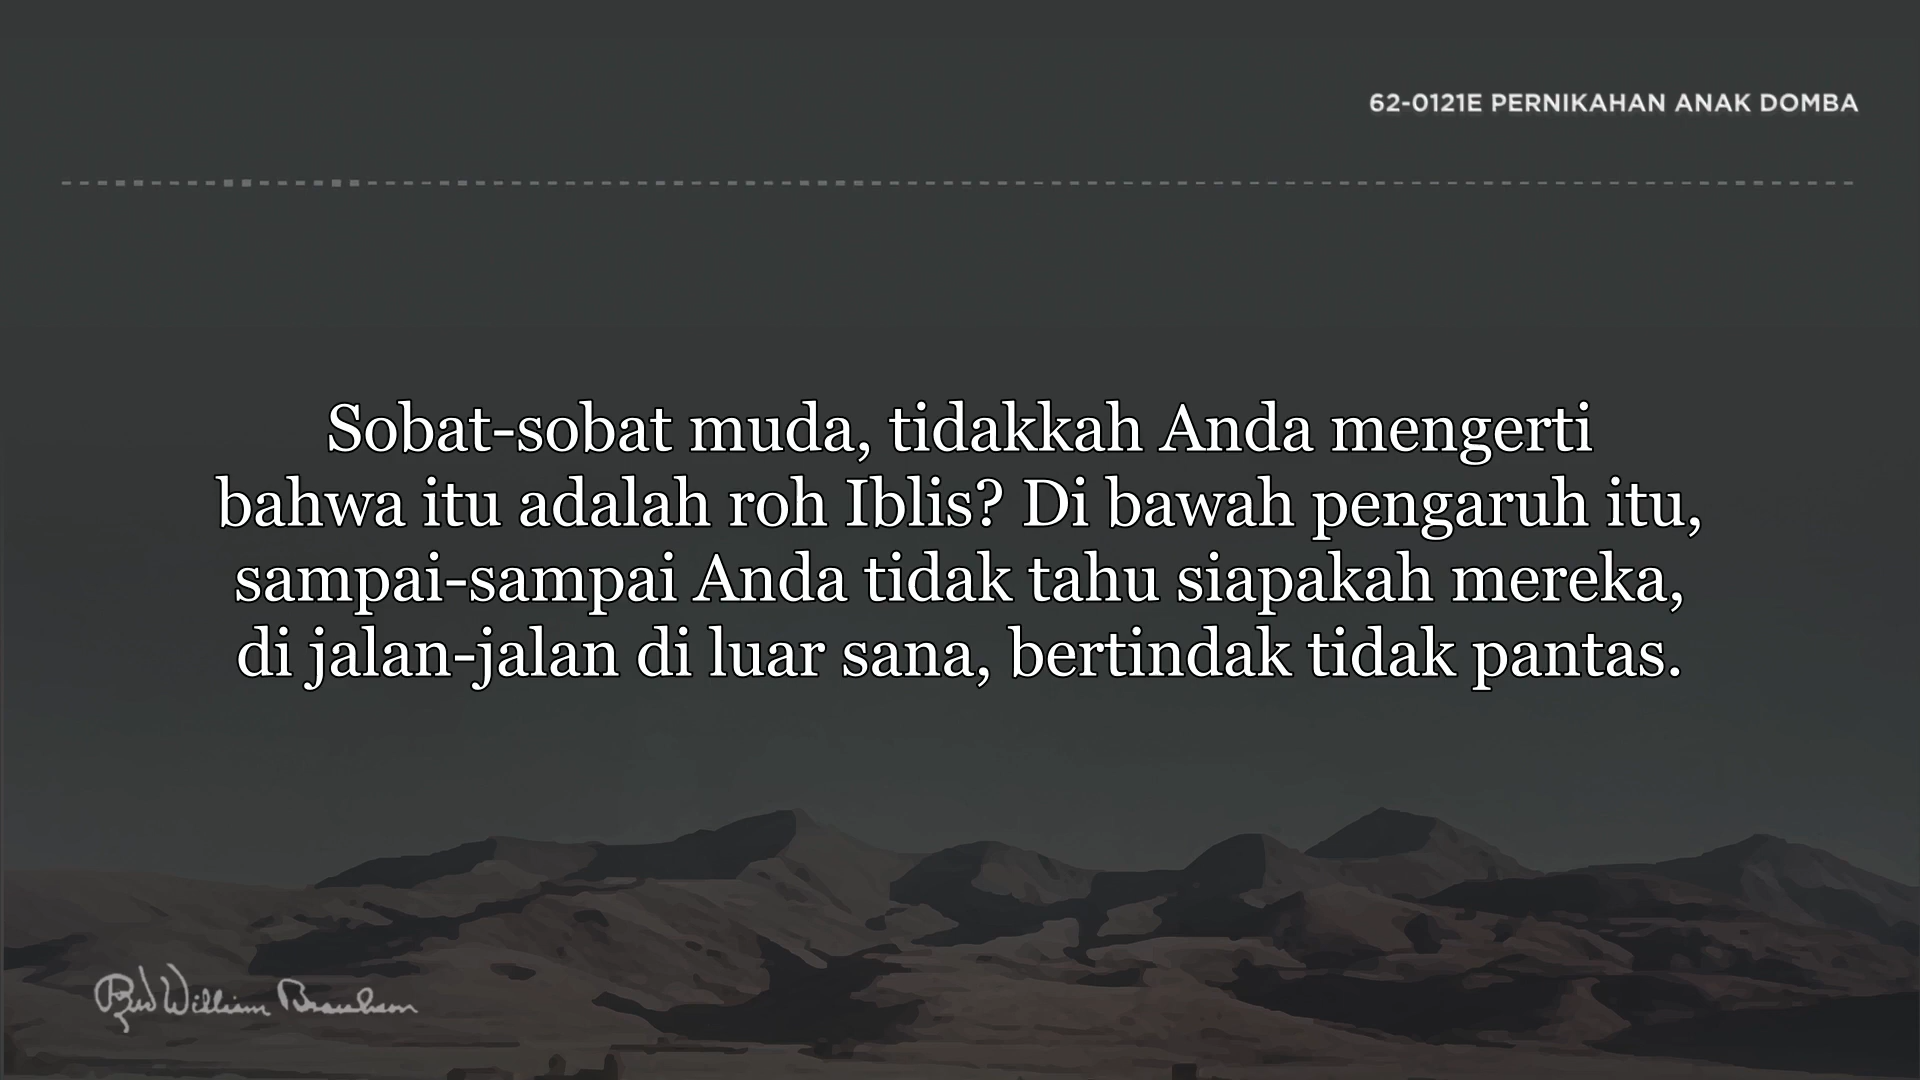 62-0121E PERNIKAHAN ANAK DOMBA
Sobat-sobat muda, tidakkah Anda mengerti
bahwa itu adalah roh Iblis? Di bawah pengaruh itu,
sampai-sampai Anda tidak tahu siapakah mereka,
di jalan-jalan di luar sana, bertindak tidak pantas.
Rev William Branham